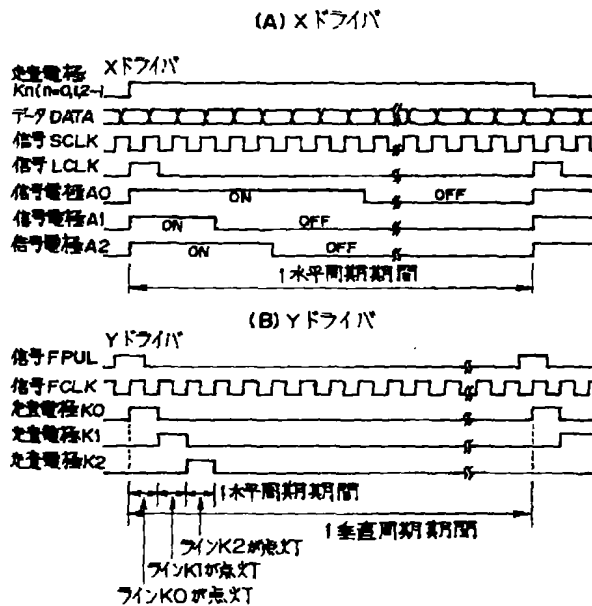 (A) Xドライバ
Xドライバ
走査電極
Kn(n=0,1,2~)
データDATA
信号SCLK
信号LCLK
信号電極A0
ON
OFF
信号電極A1
ON
OFF
信号電極A2
ON
OFF
1水平周期期間
(B) Yドライバ
Yドライバ
信号FPUL
信号FCLK
走査電極K0
走査電極K1
走査電極K2
1水平周期期間
1垂直周期期間
ラインK2が点灯
ラインK1が点灯
ラインK0が点灯